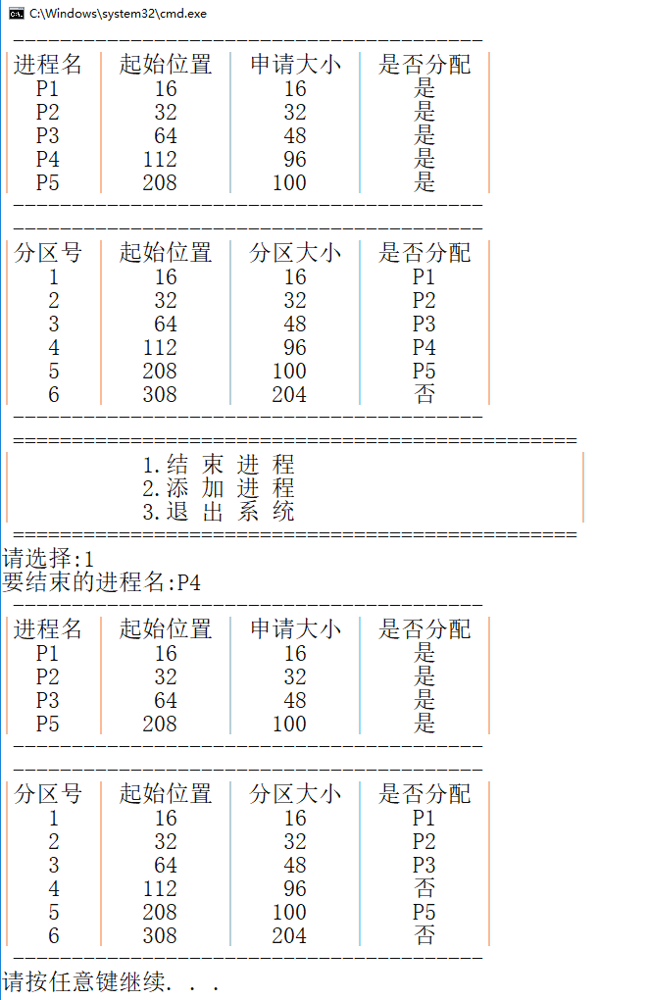 C:\Windows\system32\cmd.exe
----------------------------------------
进程名 | 起始位置 | 申请大小 | 是否分配
P1 | 16 | 16 | 是
P2 | 32 | 32 | 是
P3 | 64 | 48 | 是
P4 | 112 | 96 | 是
P5 | 208 | 100 | 是
----------------------------------------
----------------------------------------
分区号 | 起始位置 | 分区大小 | 是否分配
1 | 16 | 16 | P1
2 | 32 | 32 | P2
3 | 64 | 48 | P3
4 | 112 | 96 | P4
5 | 208 | 100 | P5
6 | 308 | 204 | 否
----------------------------------------
================================================
1.结 束 进 程
2.添 加 进 程
3.退 出 系 统
================================================
请选择:1
要结束的进程名:P4
----------------------------------------
进程名 | 起始位置 | 申请大小 | 是否分配
P1 | 16 | 16 | 是
P2 | 32 | 32 | 是
P3 | 64 | 48 | 是
P5 | 208 | 100 | 是
----------------------------------------
----------------------------------------
分区号 | 起始位置 | 分区大小 | 是否分配
1 | 16 | 16 | P1
2 | 32 | 32 | P2
3 | 64 | 48 | P3
4 | 112 | 96 | 否
5 | 208 | 100 | P5
6 | 308 | 204 | 否
----------------------------------------
请按任意键继续. . .